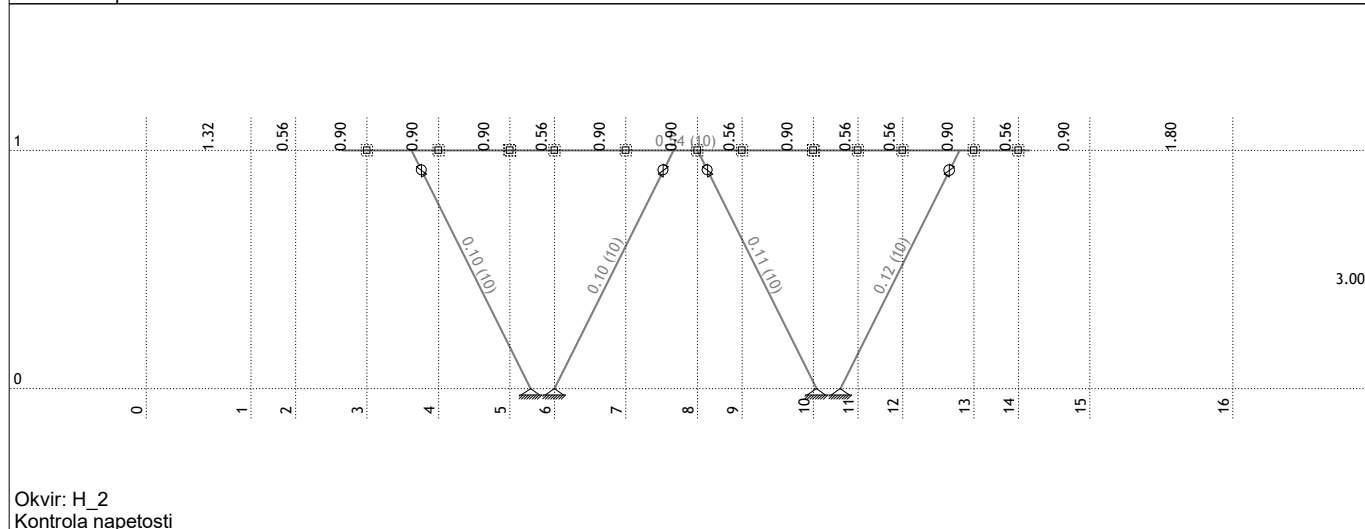 1.32 0.56 0.90 0.90 0.90 0.56 0.90 0.90 0.56 0.90 0.56 0.56 0.90 0.56 0.90 1.80
1
(10)
0.10 (10) 0.10 (10) 0.11 (10) 0.12 (10)
3.00
0
0 1 2 3 4 5 6 7 8 9 10 11 12 13 14 15 16
Okvir: H_2
Kontrola napetosti